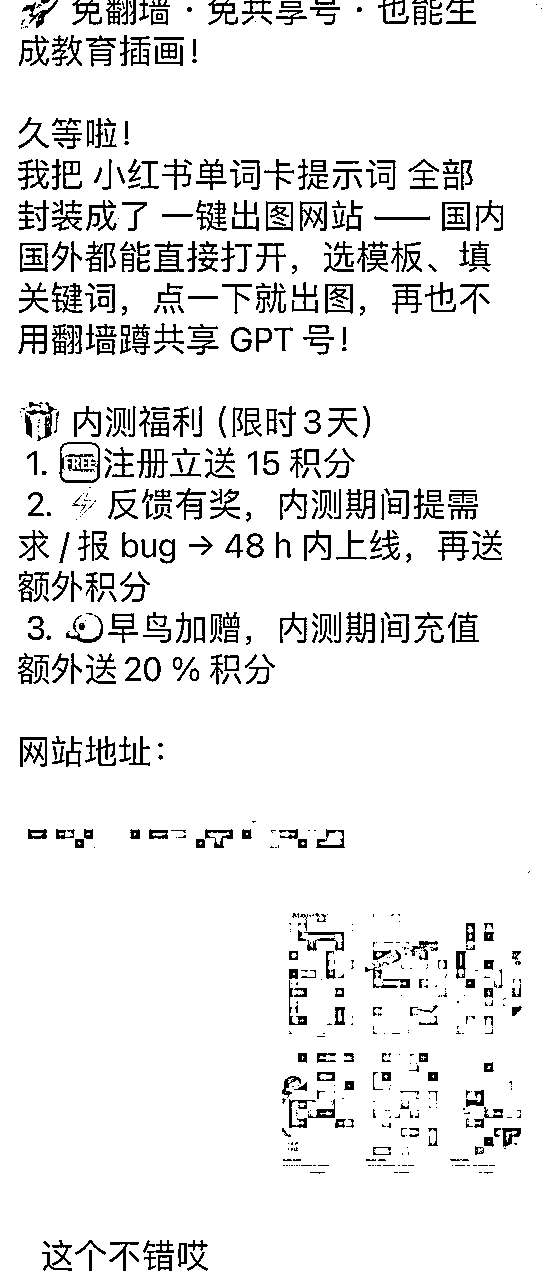 🚀 免翻墙 · 免共享号 · 也能生
成教育插画！
久等啦！
我把 小红书单词卡提示词 全部
封装成了 一键出图网站 —— 国内
国外都能直接打开，选模板、填
关键词，点一下就出图，再也不
用翻墙蹲共享 GPT 号！
🎁 内测福利（限时3天）
1. 🆓注册立送 15 积分
2. ⚡ 反馈有奖，内测期间提需
求 / 报 bug → 48 h 内上线，再送
额外积分
3. 🐤早鸟加赠，内测期间充值
额外送20 % 积分
网站地址：
这个不错哎